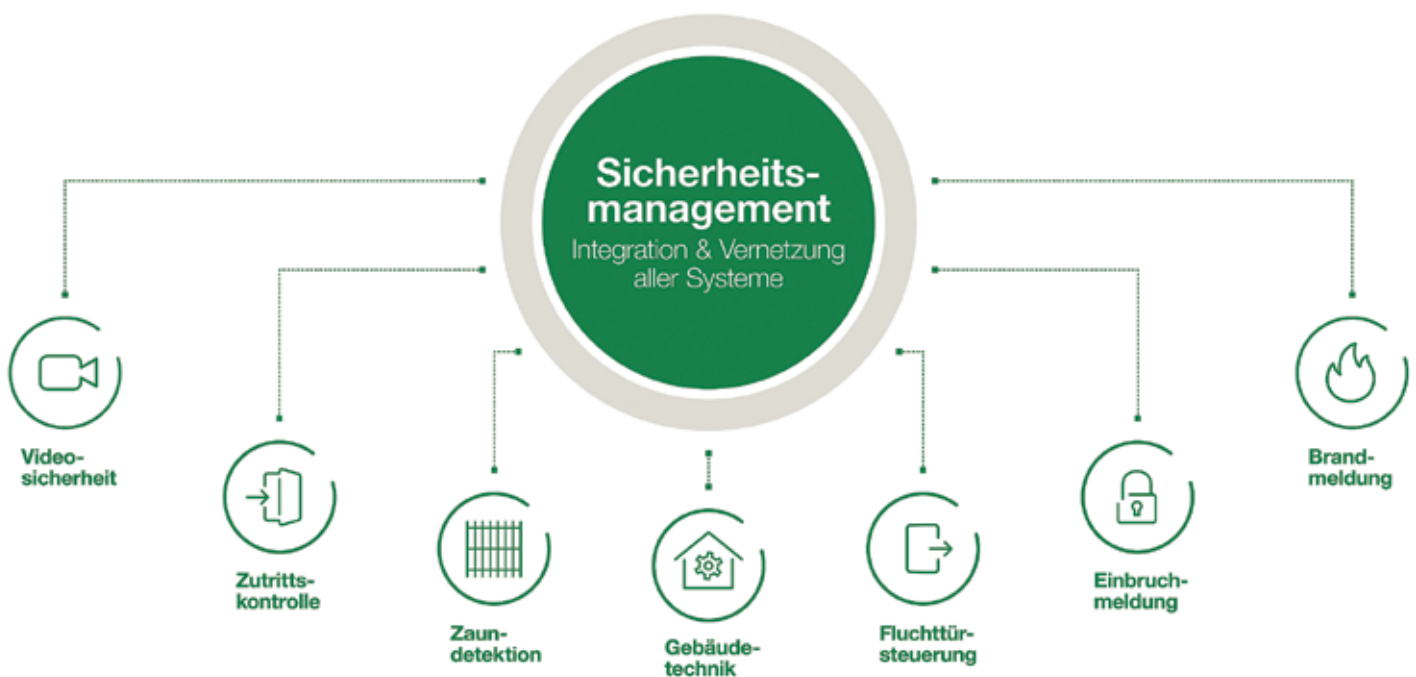 Sicherheits-
management
Integration & Vernetzung
aller Systeme
Video-
sicherheit
Zutritts-
kontrolle
Zaun-
detektion
Gebäude-
technik
Fluchttür-
steuerung
Einbruch-
meldung
Brand-
meldung